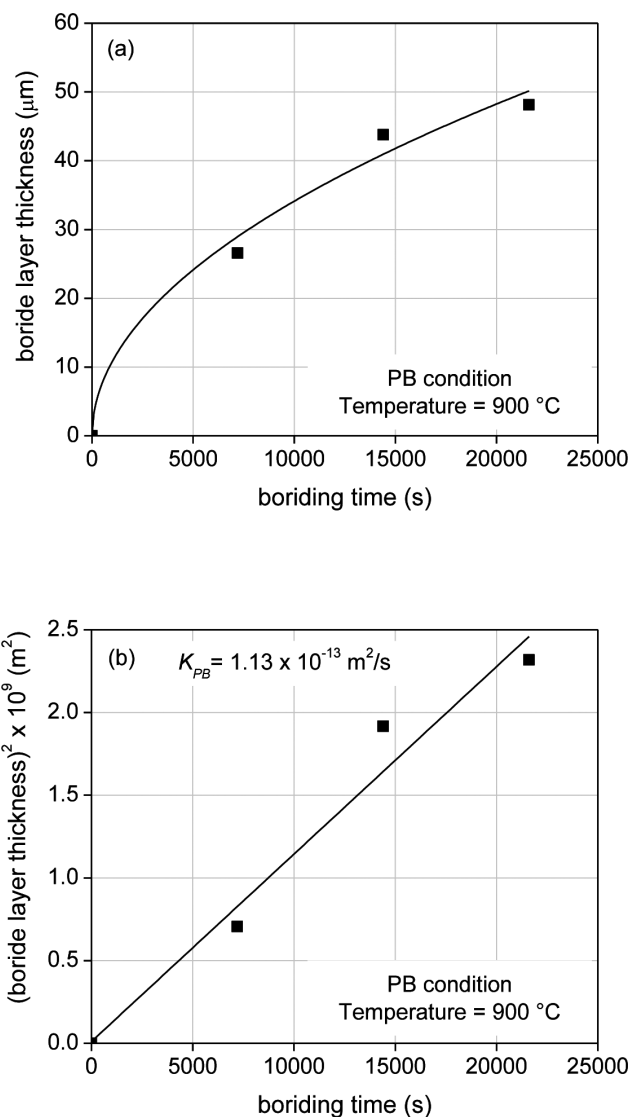 60
50
40
30
20
10
0
boride layer thickness (μm)
(a)
PB condition
Temperature = 900 °C
0 5000 10000 15000 20000 25000
boriding time (s)
2.5
2.0
1.5
1.0
0.5
0.0
(boride layer thickness)² x 10⁹ (m²)
(b) K_PB = 1.13 x 10⁻¹³ m²/s
PB condition
Temperature = 900 °C
0 5000 10000 15000 20000 25000
boriding time (s)